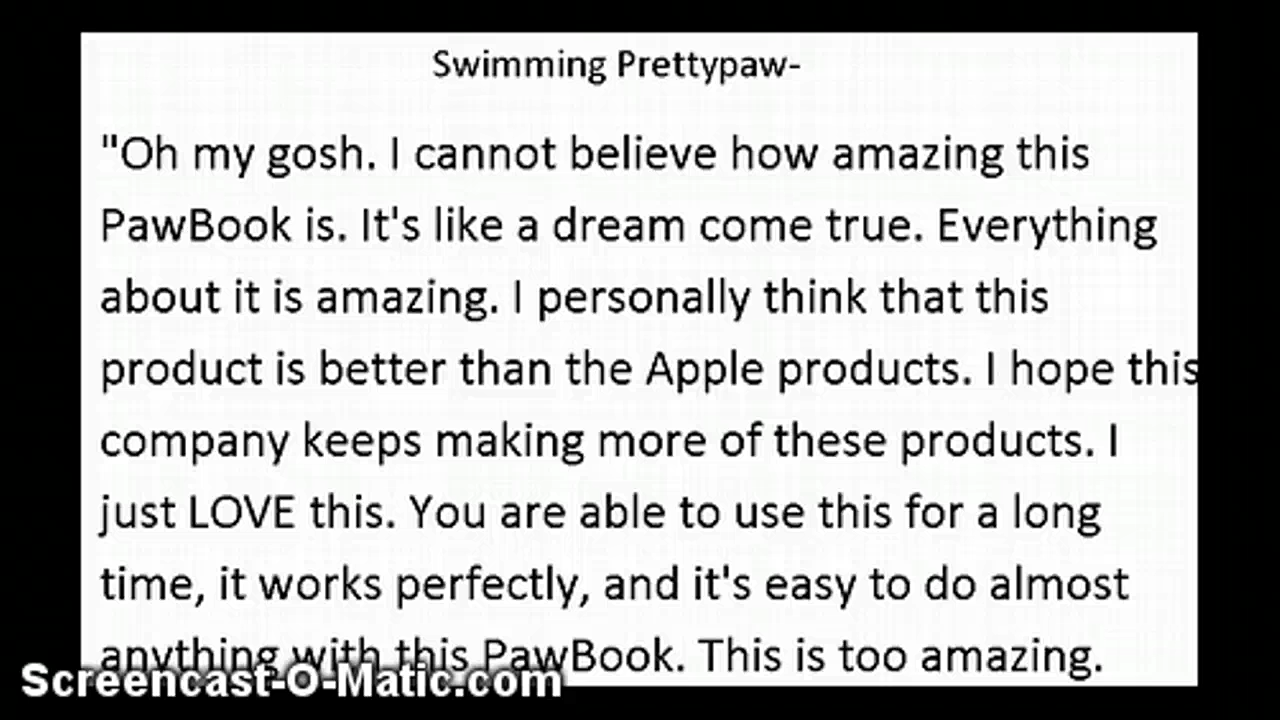 Swimming Prettypaw-
"Oh my gosh. I cannot believe how amazing this
PawBook is. It's like a dream come true. Everything
about it is amazing. I personally think that this
product is better than the Apple products. I hope this
company keeps making more of these products. I
just LOVE this. You are able to use this for a long
time, it works perfectly, and it's easy to do almost
anything with this PawBook. This is too amazing.
Screencast-O-Matic.com